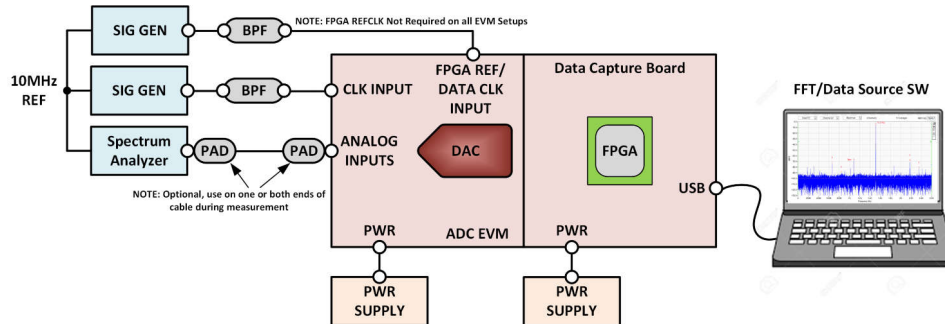 SIG GEN
BPF
NOTE: FPGA REFCLK Not Required on all EVM Setups
10MHz
REF
SIG GEN
BPF
CLK INPUT
FPGA REF/
DATA CLK
INPUT
Data Capture Board
FFT/Data Source SW
Spectrum
Analyzer
PAD
PAD
ANALOG
INPUTS
DAC
FPGA
NOTE: Optional, use on one or both ends of
cable during measurement
USB
PWR
ADC EVM
PWR
PWR
SUPPLY
PWR
SUPPLY